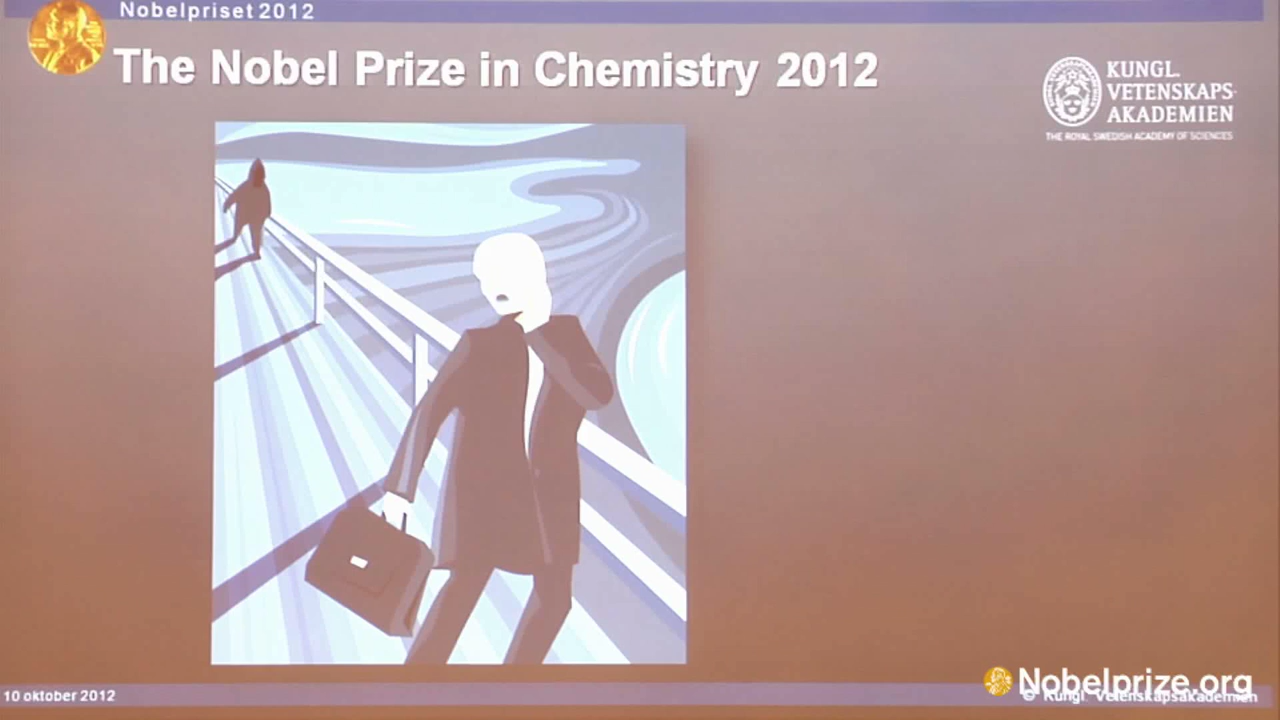 Nobelpriset 2012
The Nobel Prize in Chemistry 2012
KUNGL.
VETENSKAPS-
AKADEMIEN
THE ROYAL SWEDISH ACADEMY OF SCIENCES
10 oktober 2012
Nobelprize.org
© Kungl. Vetenskapsakademien